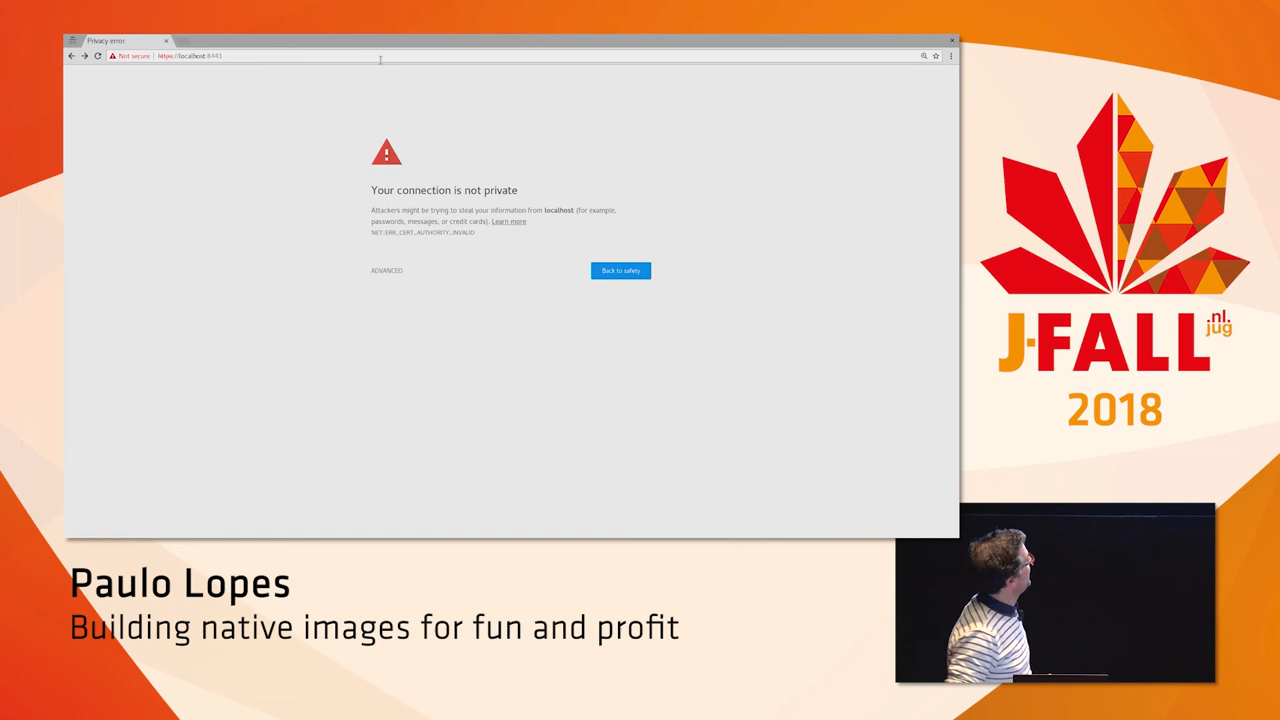 Privacy error
Not secure
https://localhost:8443
Your connection is not private
Attackers might be trying to steal your information from localhost (for example,
passwords, messages, or credit cards). Learn more
NET::ERR_CERT_AUTHORITY_INVALID
ADVANCED
Back to safety
J-FALL
nl.
jug
2018
Paulo Lopes
Building native images for fun and profit